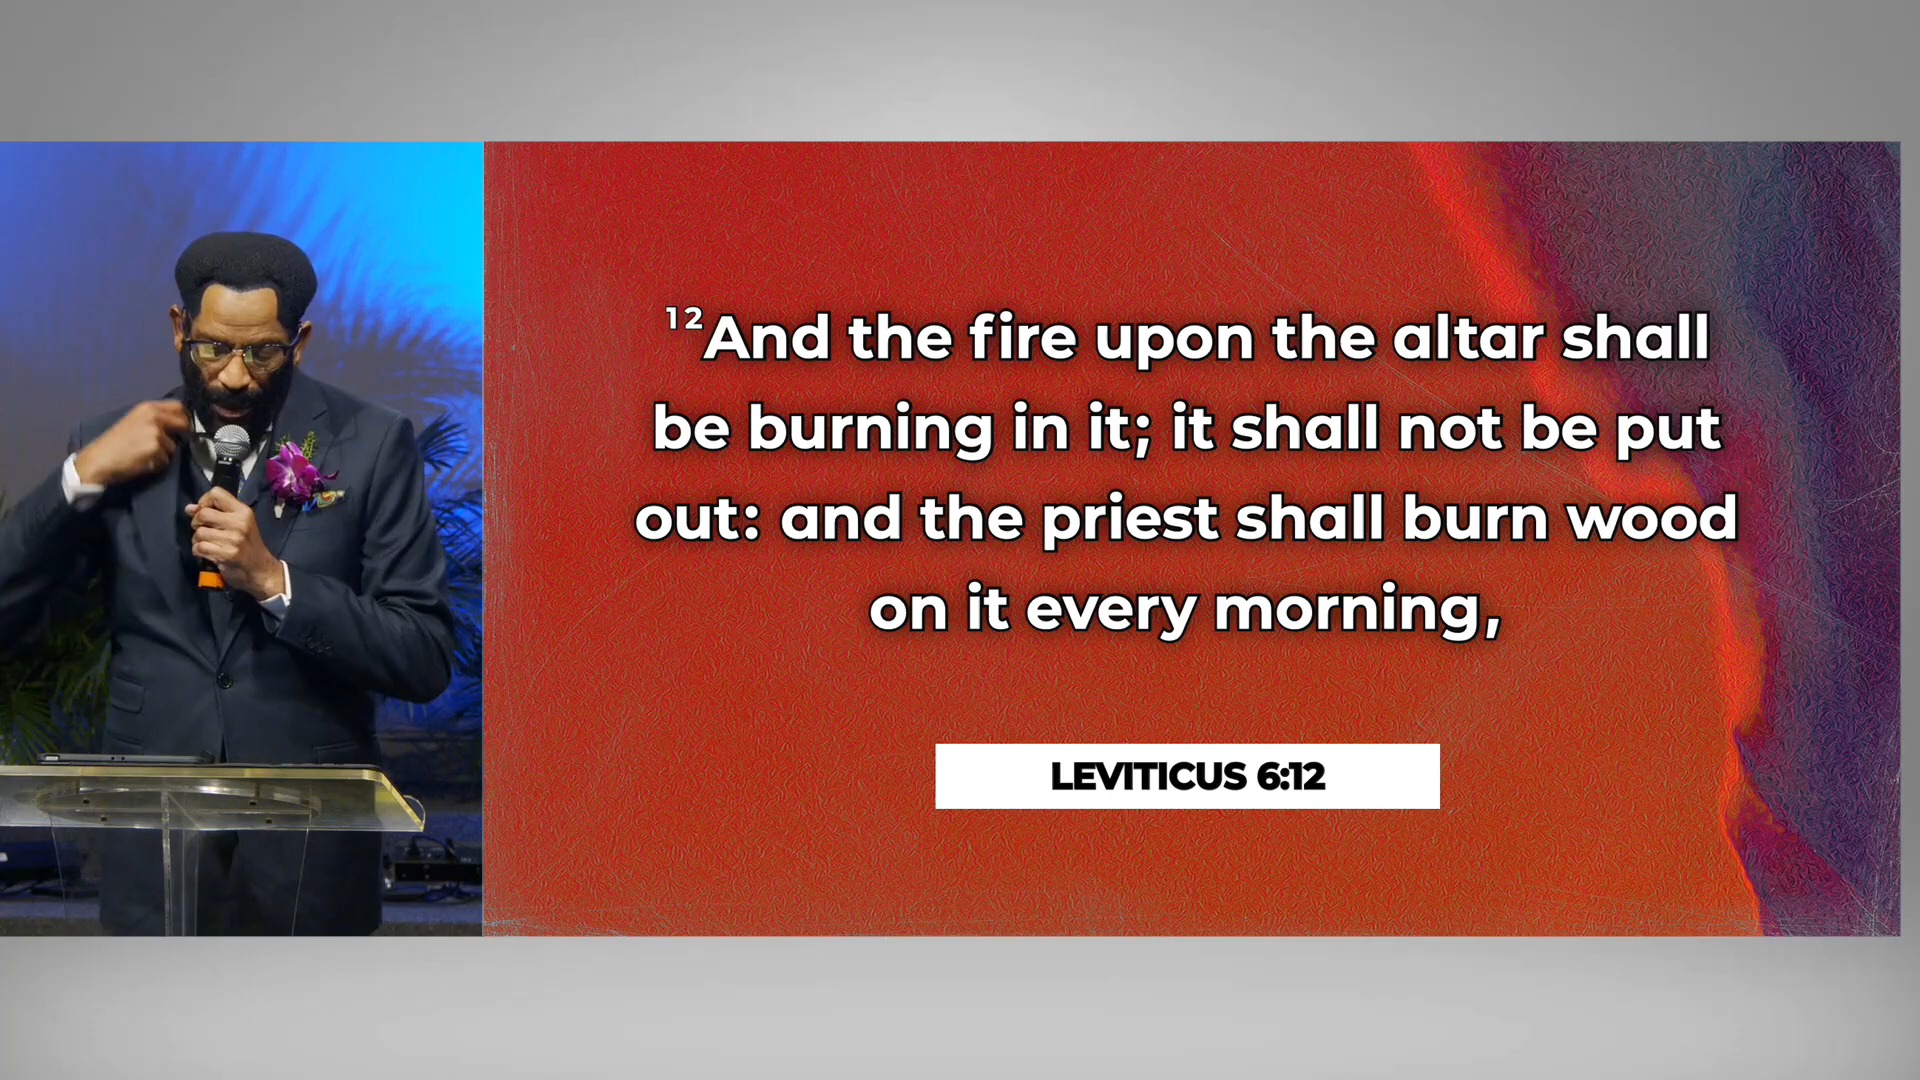 ¹²And the fire upon the altar shall
be burning in it; it shall not be put
out: and the priest shall burn wood
on it every morning,
LEVITICUS 6:12